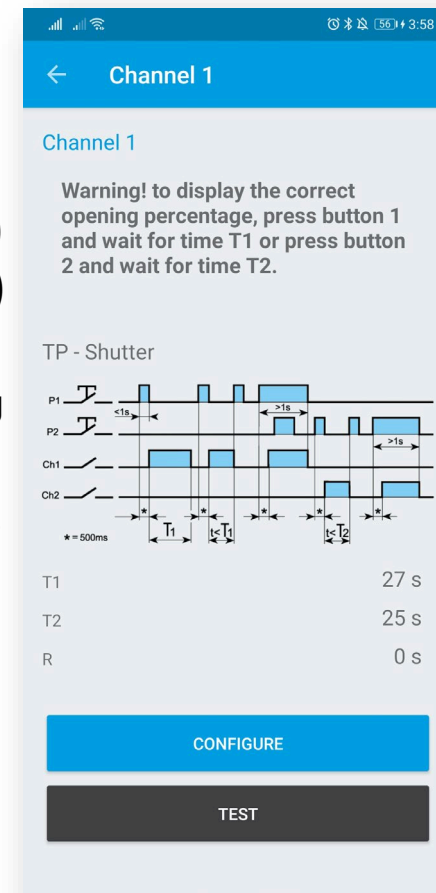 56 3:58
Channel 1
Channel 1
Warning! to display the correct
opening percentage, press button 1
and wait for time T1 or press button
2 and wait for time T2.
TP - Shutter
P1
<1s >1s
P2
>1s
Ch1
Ch2
* * * * *
* = 500ms T1 t<T1 t<T2
T1 27 s
T2 25 s
R 0 s
CONFIGURE
TEST